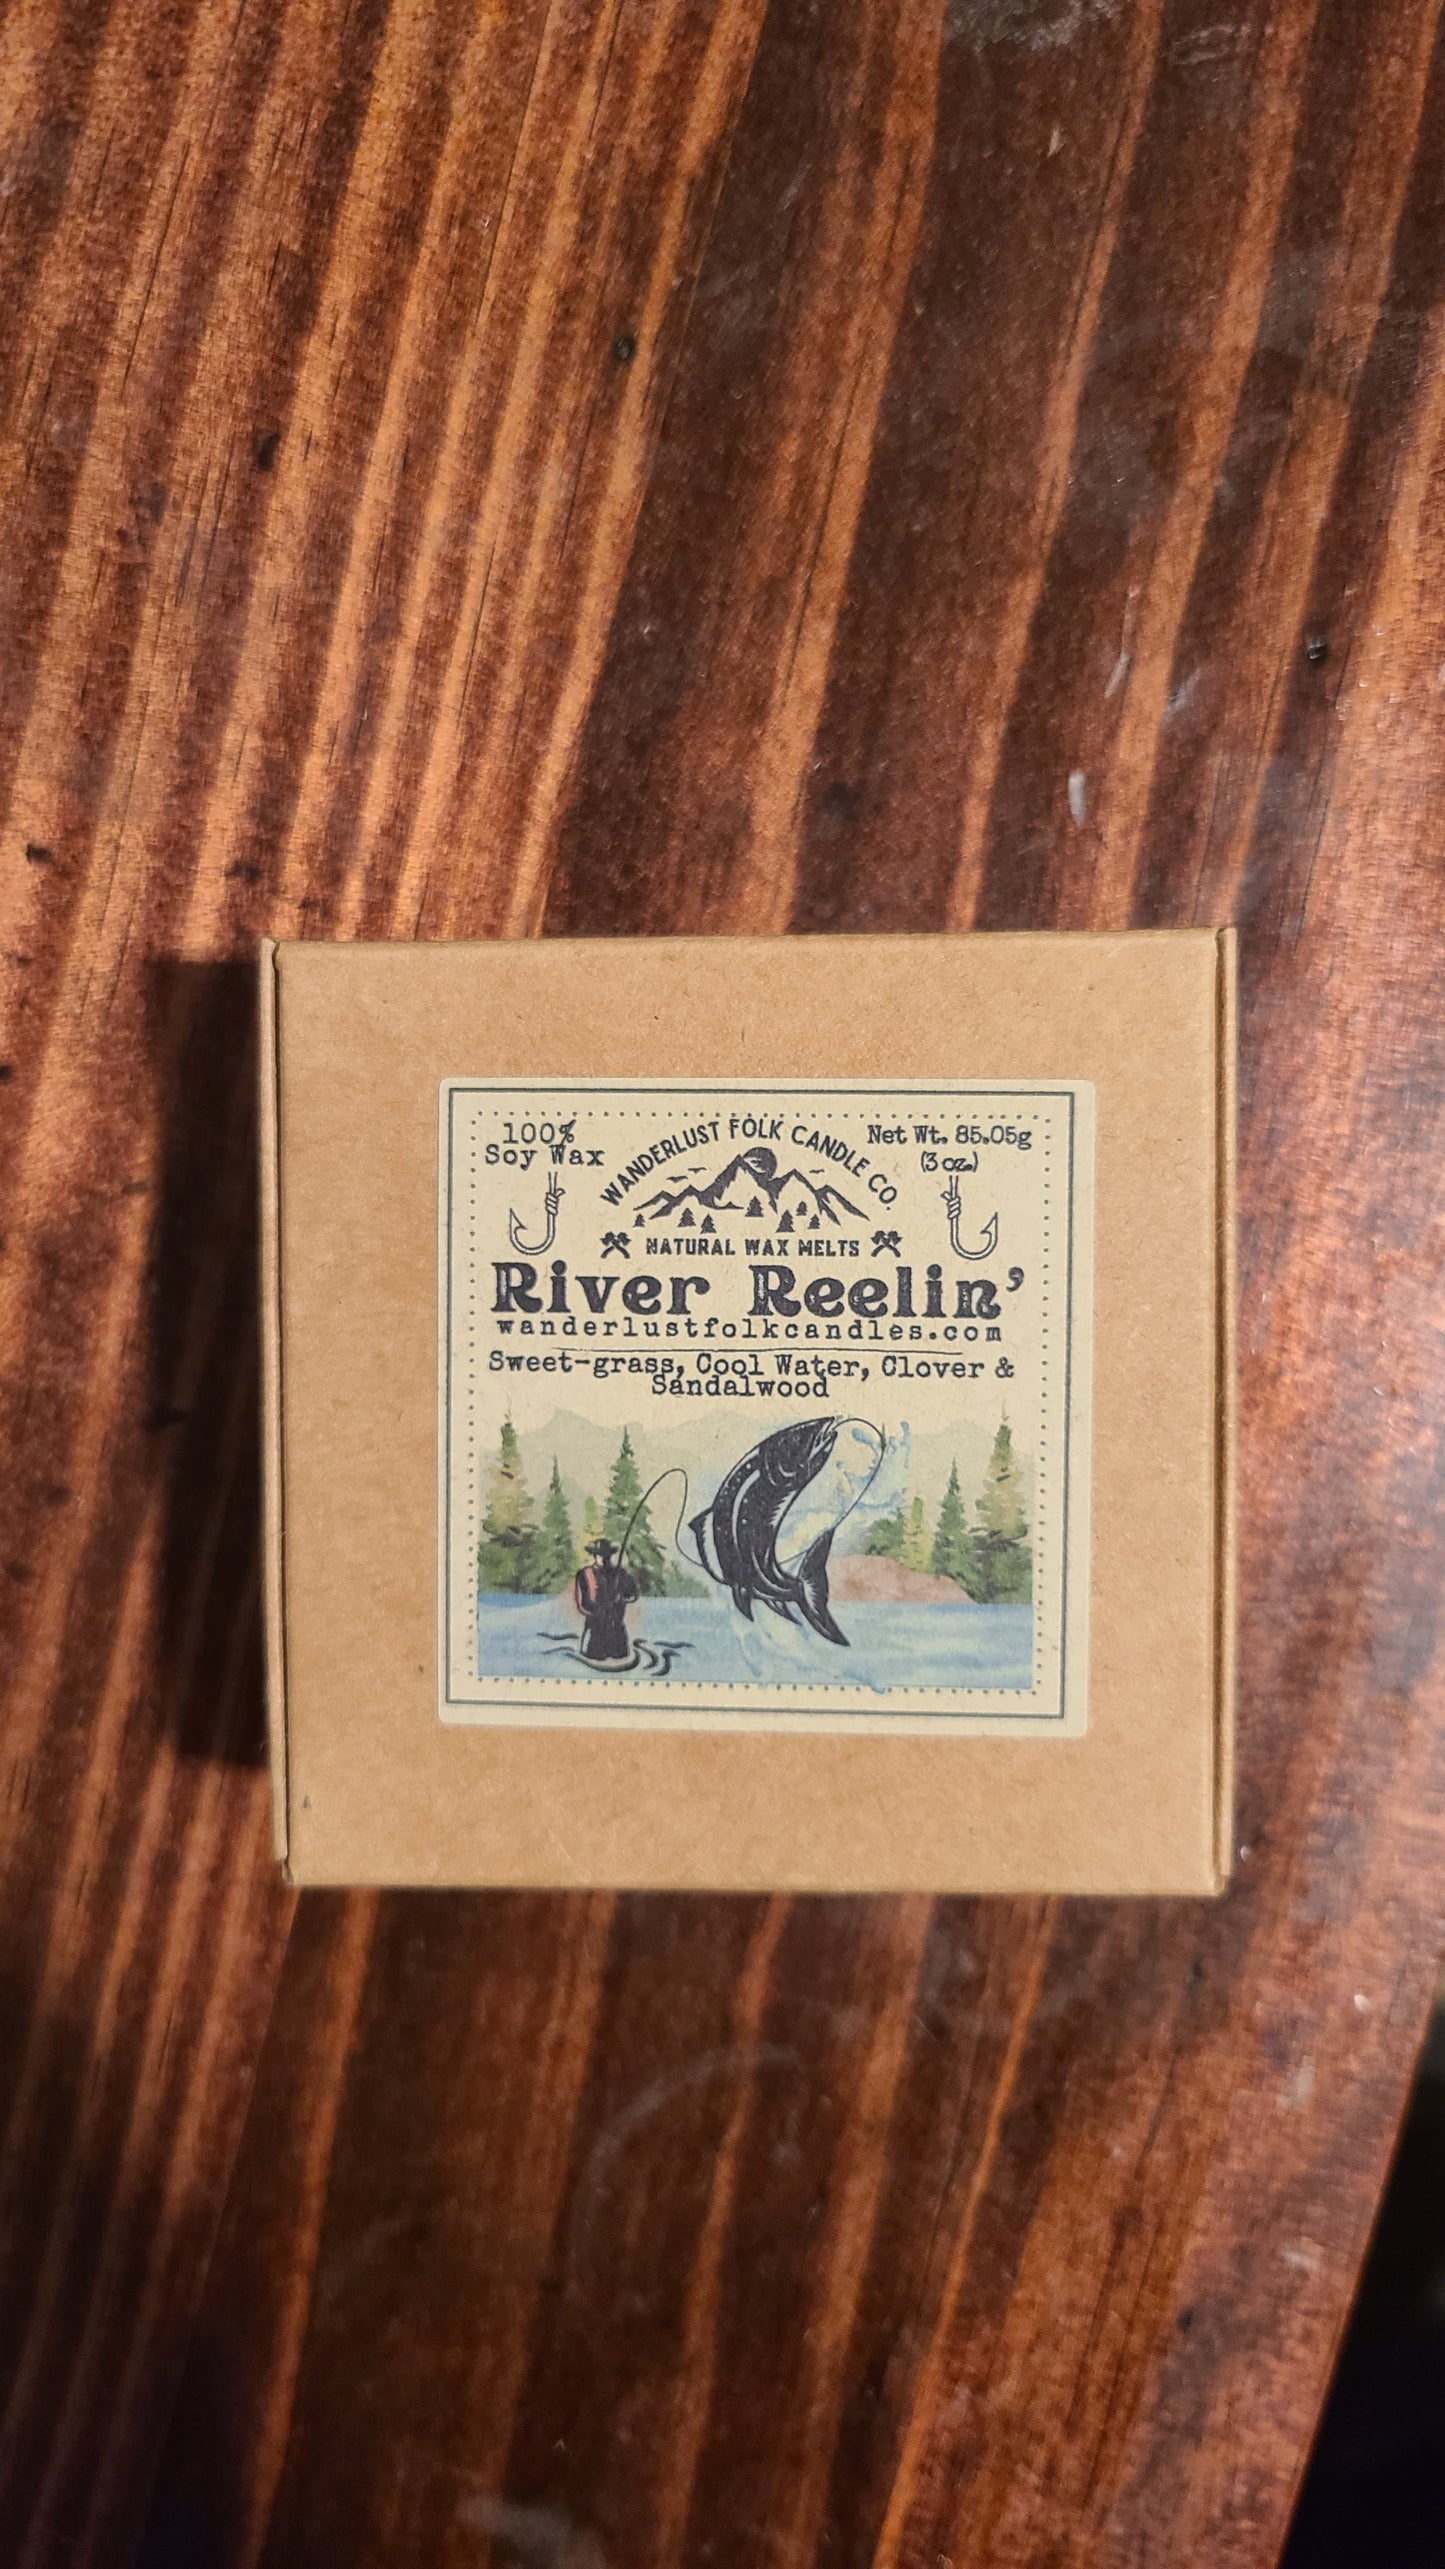 100%
Soy Wax
WANDERLUST FOLK CANDLE CO.
Net Wt. 85.05g
(3 oz.)
NATURAL WAX MELTS
River Reelin'
wanderlustfolkcandles.com
Sweet-grass, Cool Water, Clover &
Sandalwood